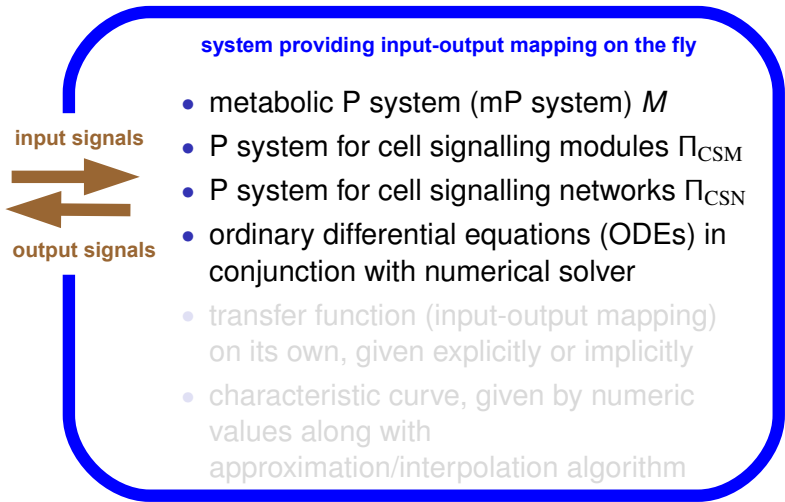 system providing input-output mapping on the fly
• metabolic P system (mP system) M
input signals
• P system for cell signalling modules Π_CSM
• P system for cell signalling networks Π_CSN
output signals
• ordinary differential equations (ODEs) in
conjunction with numerical solver
• transfer function (input-output mapping)
on its own, given explicitly or implicitly
• characteristic curve, given by numeric
values along with
approximation/interpolation algorithm